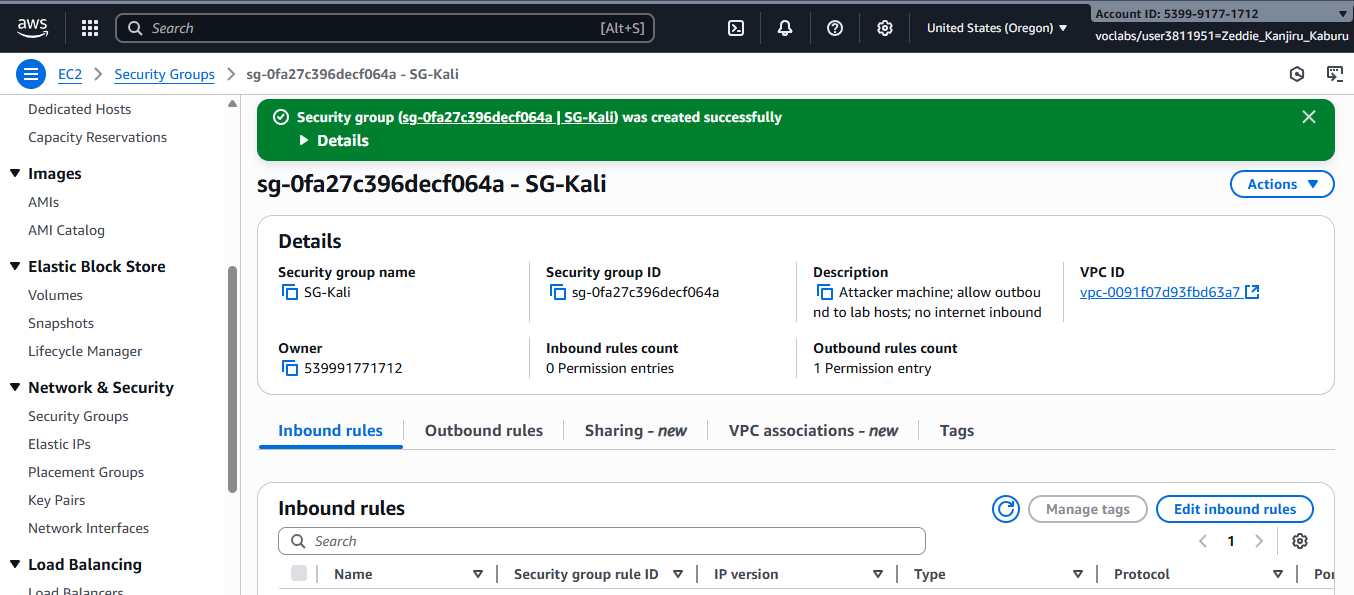 aws
Search
[Alt+S]
United States (Oregon)
Account ID: 5399-9177-1712
voclabs/user3811951=Zeddie_Kanjiru_Kaburu
EC2
Security Groups
sg-0fa27c396decf064a - SG-Kali
Dedicated Hosts
Capacity Reservations
Images
AMIs
AMI Catalog
Elastic Block Store
Volumes
Snapshots
Lifecycle Manager
Network & Security
Security Groups
Elastic IPs
Placement Groups
Key Pairs
Network Interfaces
Load Balancing
Load Balancers
Security group (sg-0fa27c396decf064a | SG-Kali) was created successfully
Details
sg-0fa27c396decf064a - SG-Kali
Actions
Details
Security group name
SG-Kali
Security group ID
sg-0fa27c396decf064a
Description
Attacker machine; allow outbou
nd to lab hosts; no internet inbound
VPC ID
vpc-0091f07d93fbd63a7
Owner
539991771712
Inbound rules count
0 Permission entries
Outbound rules count
1 Permission entry
Inbound rules
Outbound rules
Sharing - new
VPC associations - new
Tags
Inbound rules
Manage tags
Edit inbound rules
Search
1
Name
Security group rule ID
IP version
Type
Protocol
Por